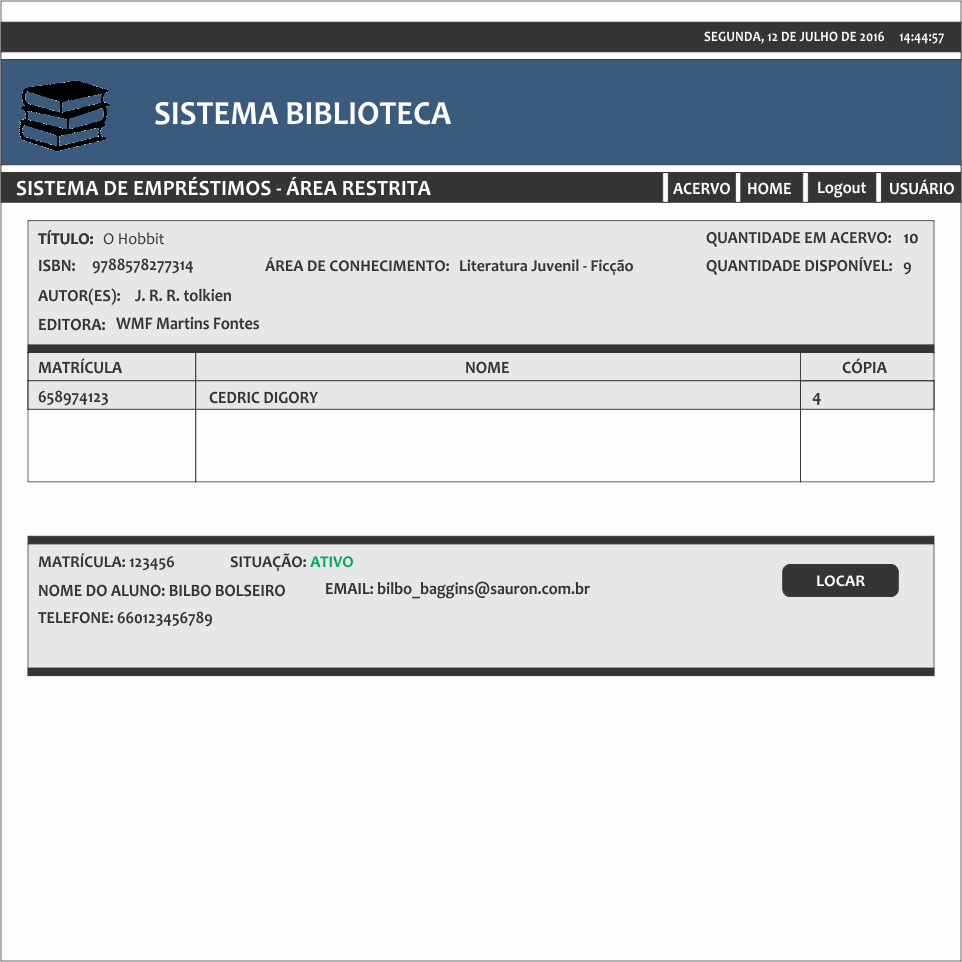 SEGUNDA, 12 DE JULHO DE 2016 14:44:57
SISTEMA BIBLIOTECA
SISTEMA DE EMPRÉSTIMOS - ÁREA RESTRITA ACERVO HOME Logout USUÁRIO
TÍTULO: O Hobbit QUANTIDADE EM ACERVO: 10
ISBN: 9788578277314 ÁREA DE CONHECIMENTO: Literatura Juvenil - Ficção QUANTIDADE DISPONÍVEL: 9
AUTOR(ES): J. R. R. tolkien
EDITORA: WMF Martins Fontes
MATRÍCULA NOME CÓPIA
658974123 CEDRIC DIGORY 4
MATRÍCULA: 123456 SITUAÇÃO: ATIVO
LOCAR
NOME DO ALUNO: BILBO BOLSEIRO EMAIL: bilbo_baggins@sauron.com.br
TELEFONE: 660123456789